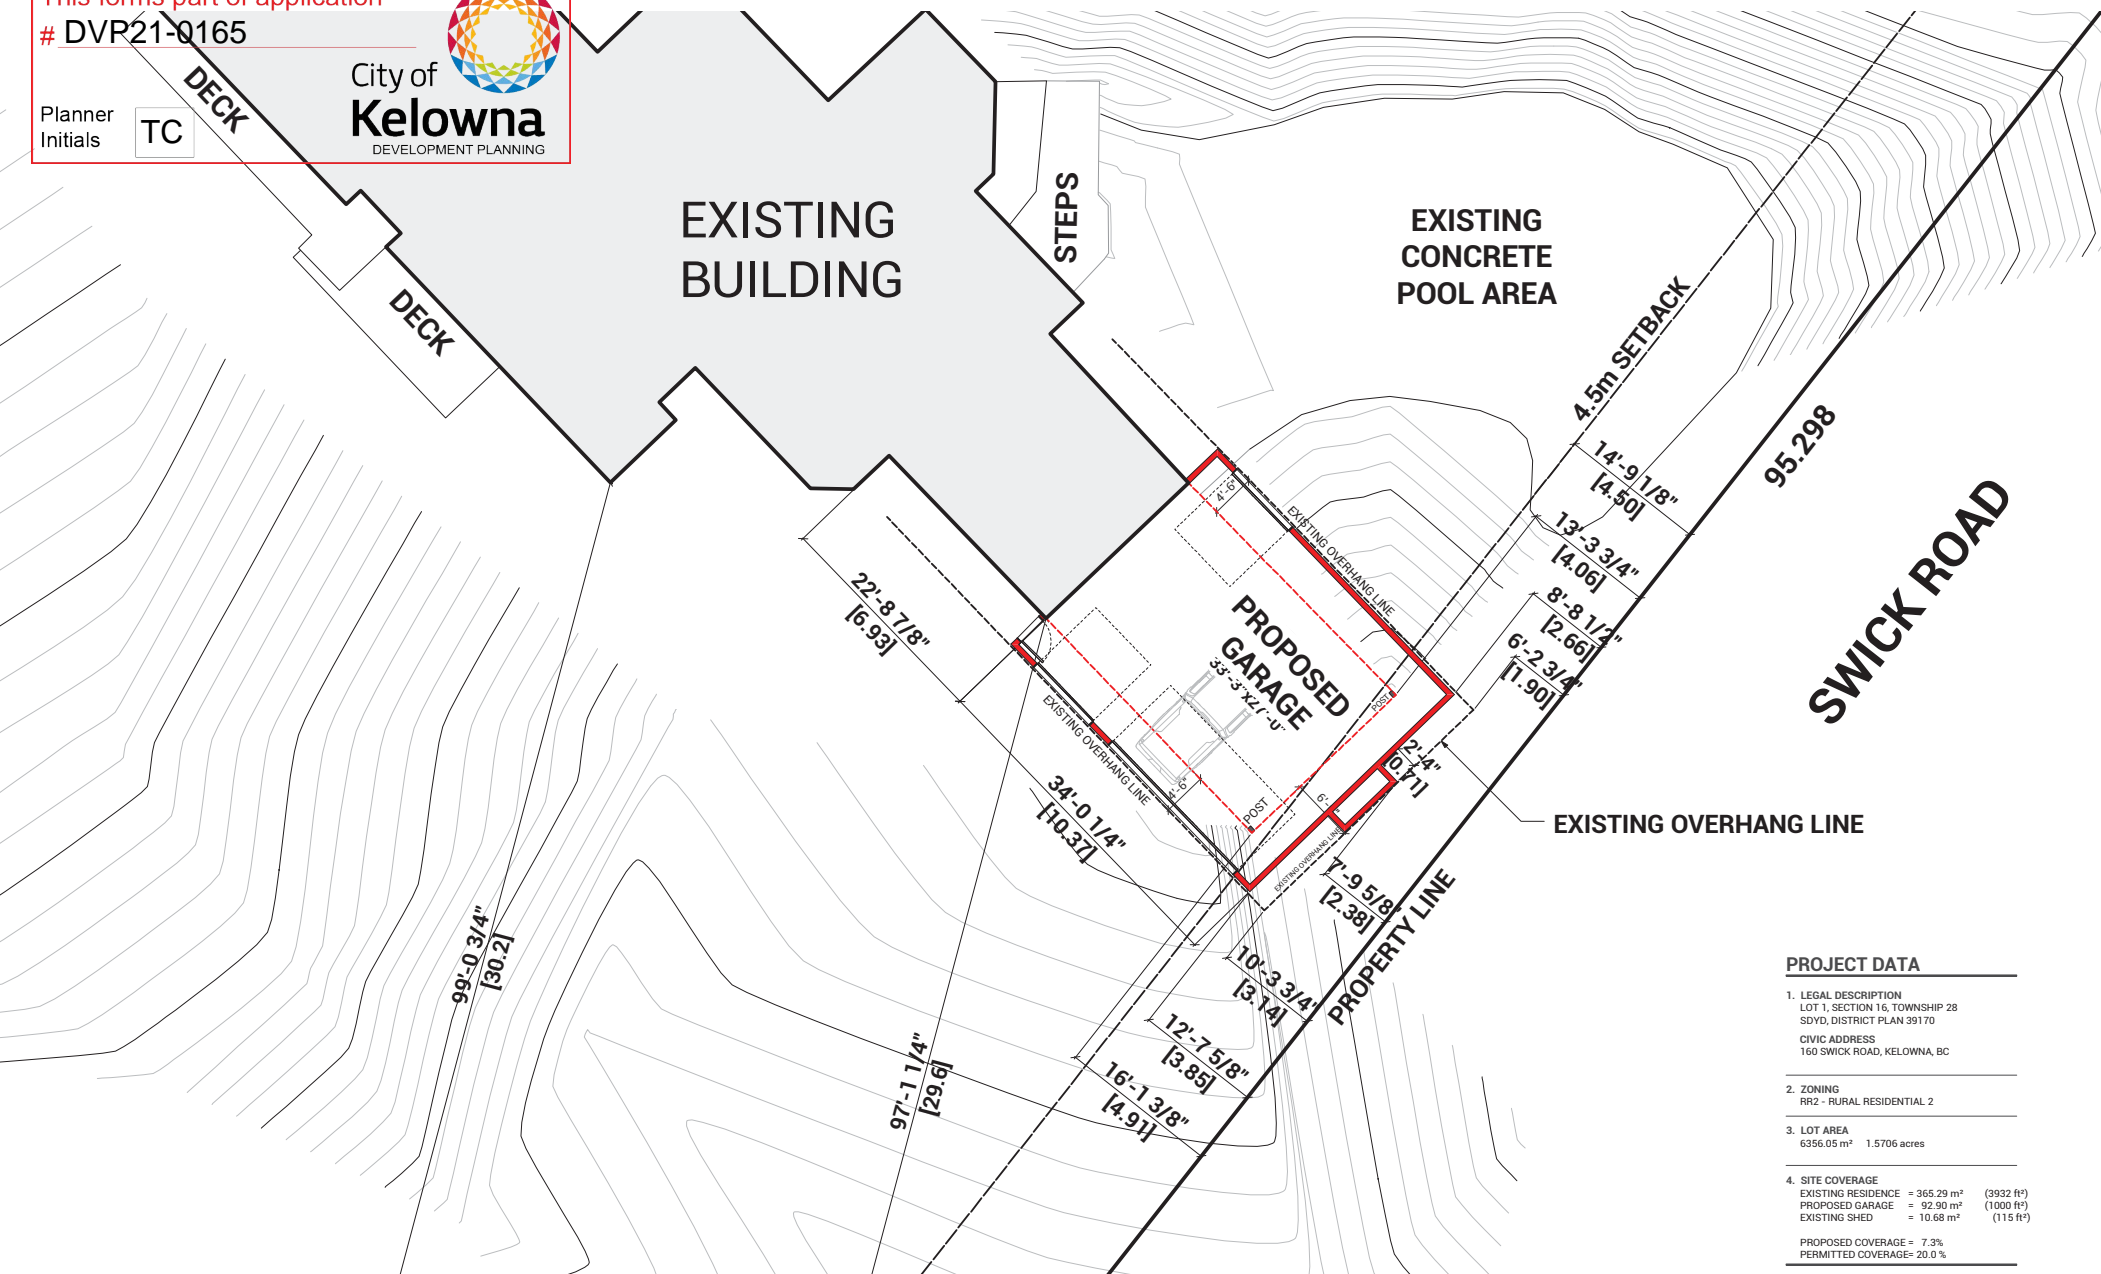 This forms part of application
# DVP21-0165
City of
Kelowna
DEVELOPMENT PLANNING
Planner
Initials
TC
DECK
DECK
EXISTING
BUILDING
STEPS
EXISTING
CONCRETE
POOL AREA
4.5m SETBACK
95.298
SWICK ROAD
14'-9 1/8"
[4.50]
13'-3 3/4"
[4.06]
8'-8 1/2"
[2.66]
6'-2 3/4"
[1.90]
4'-6"
EXISTING OVERHANG LINE
22'-8 7/8"
[6.93]
PROPOSED
GARAGE
33'-3"X27'-0"
POST
EXISTING OVERHANG LINE
4'-6"
POST
2'-4"
[0.71]
EXISTING OVERHANG LINE
EXISTING OVERHANG LINE
34'-0 1/4"
[10.37]
7'-9 5/8"
[2.38]
PROPERTY LINE
99'-0 3/4"
[30.2]
97'-1 1/4"
[29.6]
10'-3 3/4"
[3.14]
12'-7 5/8"
[3.85]
16'-1 3/8"
[4.91]
PROJECT DATA
1. LEGAL DESCRIPTION
LOT 1, SECTION 16, TOWNSHIP 28
SDYD, DISTRICT PLAN 39170
CIVIC ADDRESS
160 SWICK ROAD, KELOWNA, BC
2. ZONING
RR2 - RURAL RESIDENTIAL 2
3. LOT AREA
6356.05 m² 1.5706 acres
4. SITE COVERAGE
EXISTING RESIDENCE = 365.29 m² (3932 ft²)
PROPOSED GARAGE = 92.90 m² (1000 ft²)
EXISTING SHED = 10.68 m² (115 ft²)
PROPOSED COVERAGE = 7.3%
PERMITTED COVERAGE= 20.0 %